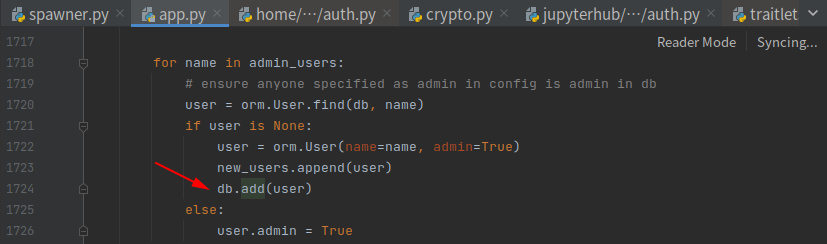 spawner.py × app.py × home/…/auth.py × crypto.py × jupyterhub/…/auth.py × traitlet
Reader Mode Syncing...
1717
1718 for name in admin_users:
1719 # ensure anyone specified as admin in config is admin in db
1720 user = orm.User.find(db, name)
1721 if user is None:
1722 user = orm.User(name=name, admin=True)
1723 new_users.append(user)
1724 db.add(user)
1725 else:
1726 user.admin = True